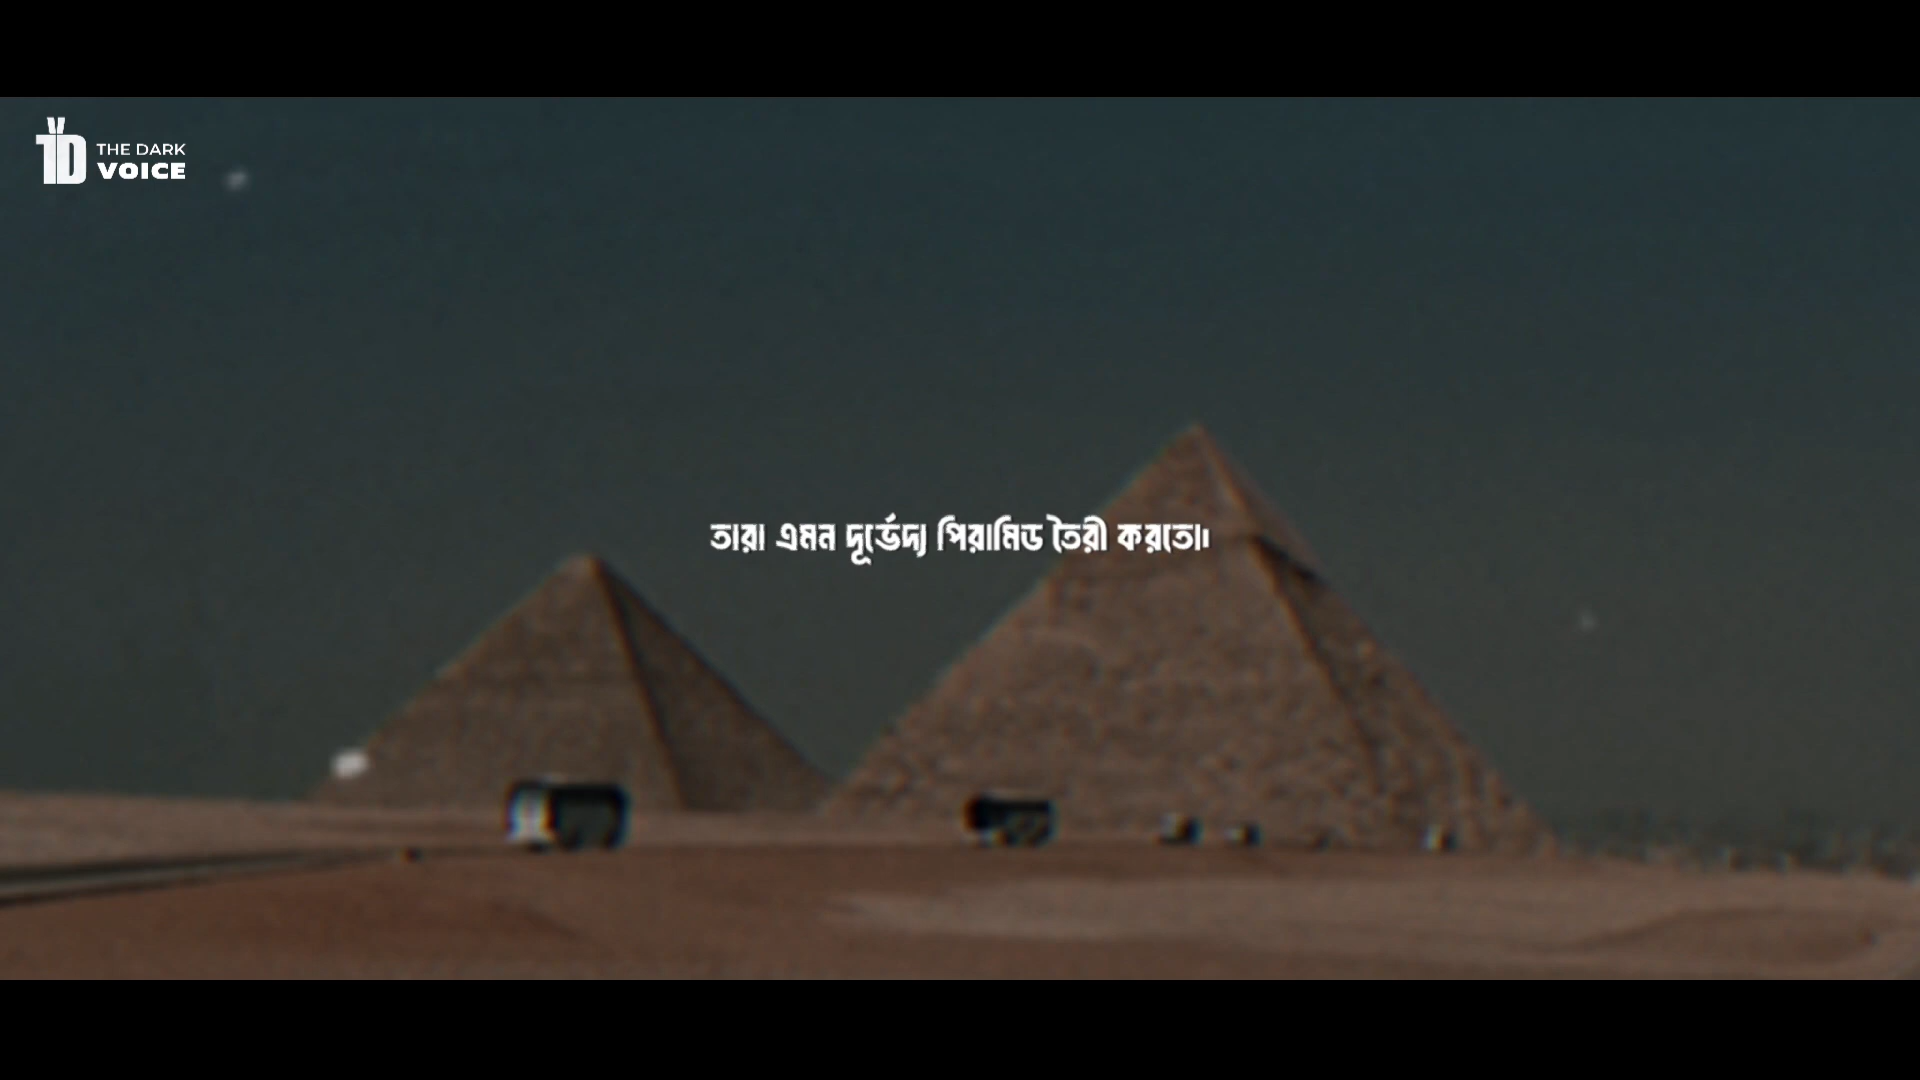 THE DARK
VOICE
তারা এমন দূর্ভেদ্য পিরামিড তৈরী করতো।